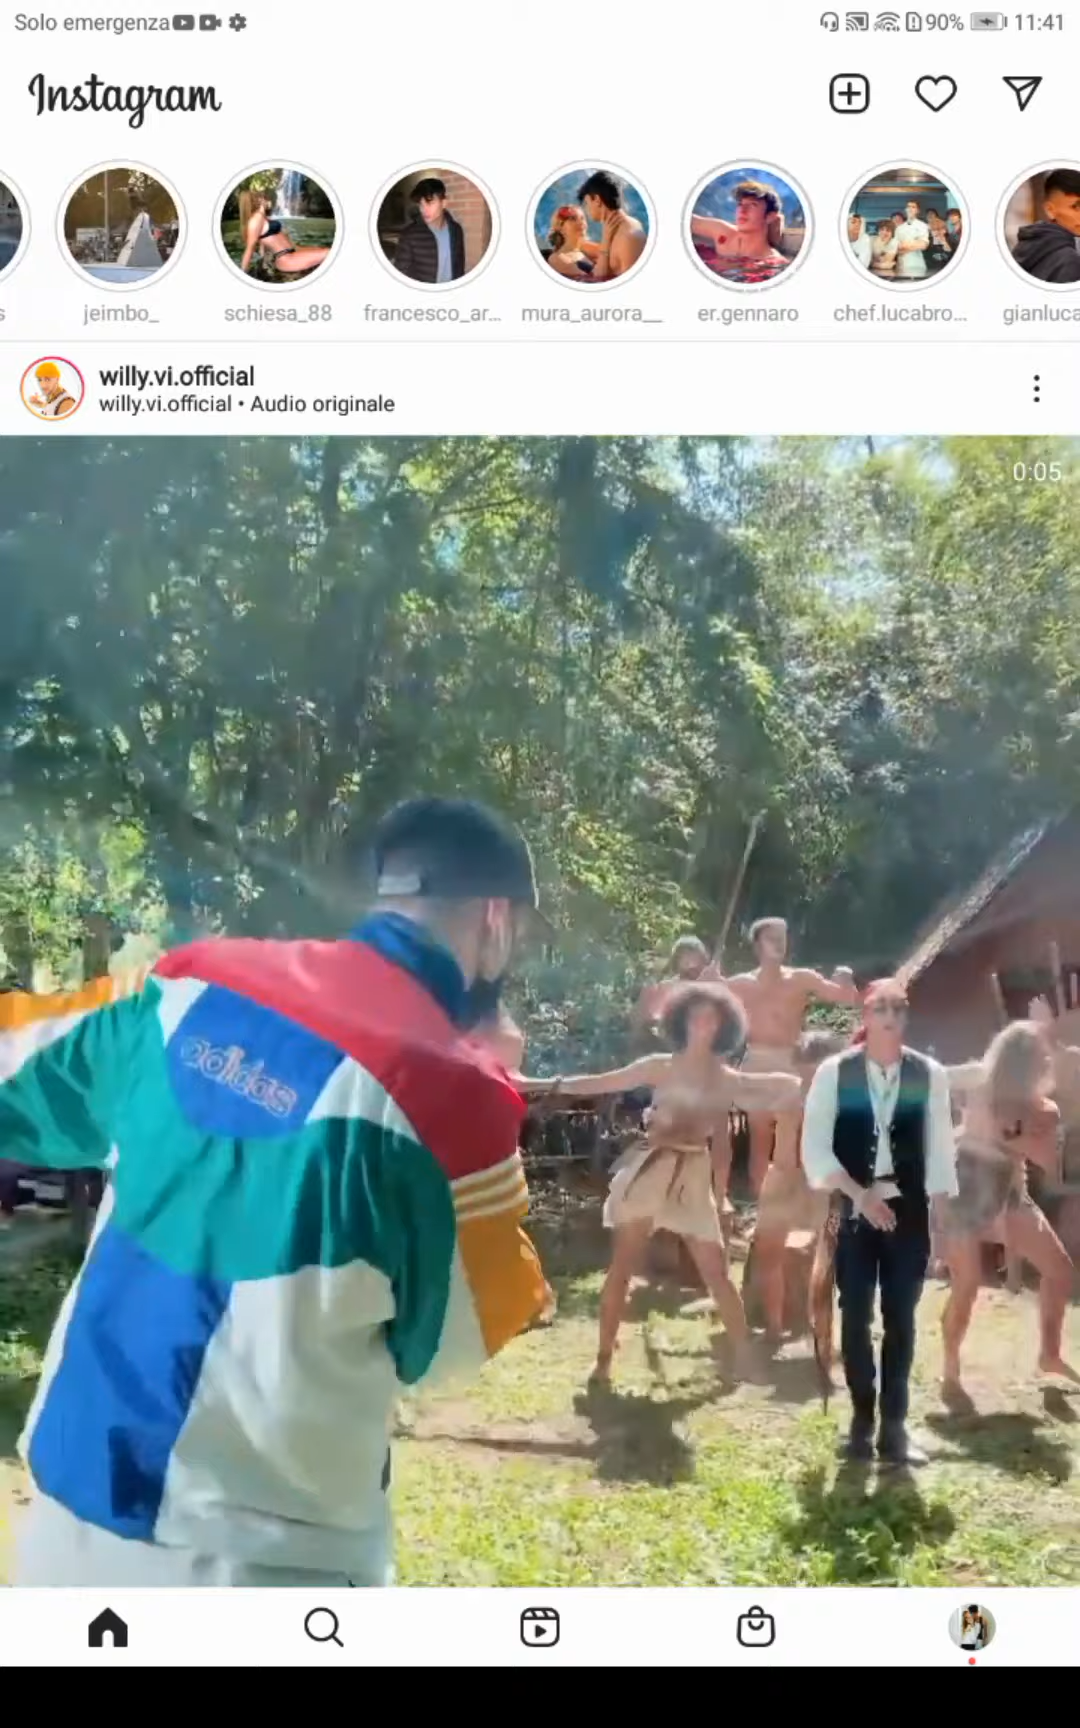 Solo emergenza
90% 11:41
Instagram
s
jeimbo_
schiesa_88
francesco_ar...
mura_aurora__
er.gennaro
chef.lucabro...
gianluca
willy.vi.official
willy.vi.official • Audio originale
0:05
adidas